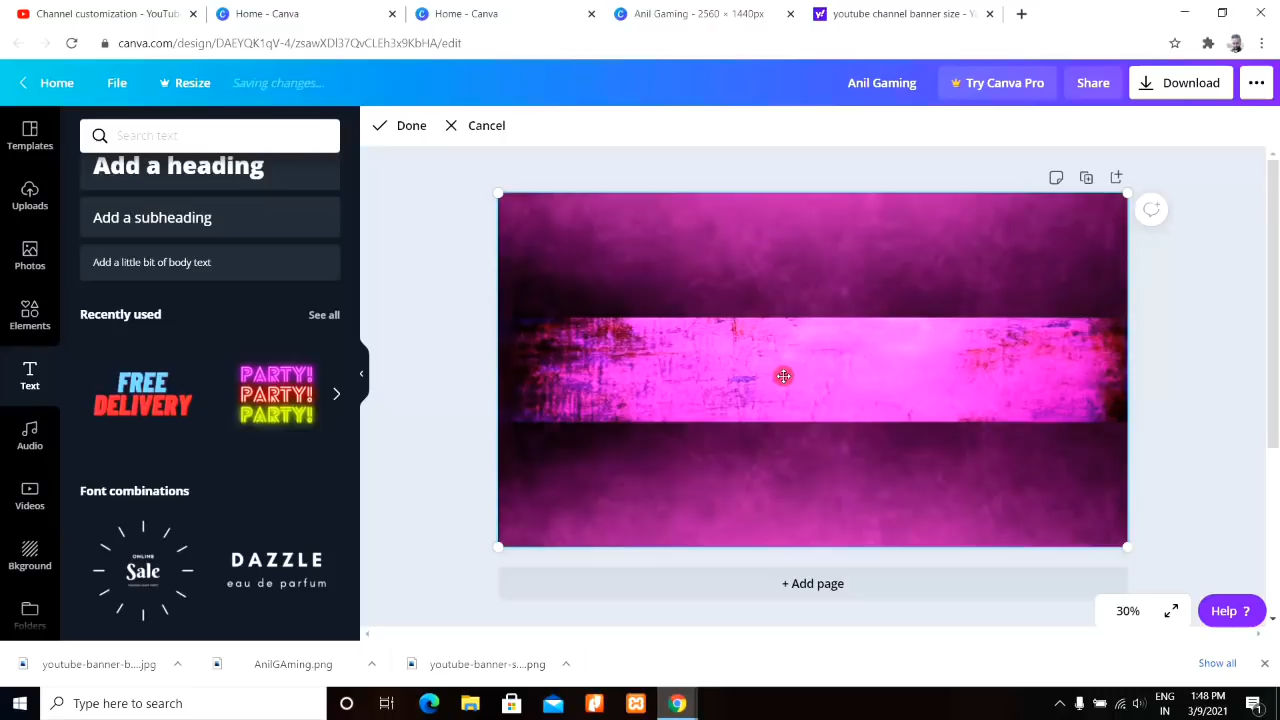 Channel customization - YouTub
Home - Canva
Home - Canva
Anil Gaming - 2560 × 1440px
youtube channel banner size - Y
canva.com/design/DAEYQK1qV-4/zsawXDl37QvCLEh3x9KbHA/edit
Home
File
Resize
Saving changes...
Anil Gaming
Try Canva Pro
Share
Download
Search text
Done
Cancel
Templates
Add a heading
Uploads
Add a subheading
Photos
Add a little bit of body text
Elements
Recently used
See all
Text
FREE
DELIVERY
PARTY!
PARTY!
PARTY!
Audio
Videos
Font combinations
Bkground
ONLINE
Sale
DAZZLE
eau de parfum
Folders
+ Add page
30%
Help ?
youtube-banner-b....jpg
AnilGAming.png
youtube-banner-s....png
Show all
Type here to search
ENG
IN
1:48 PM
3/9/2021